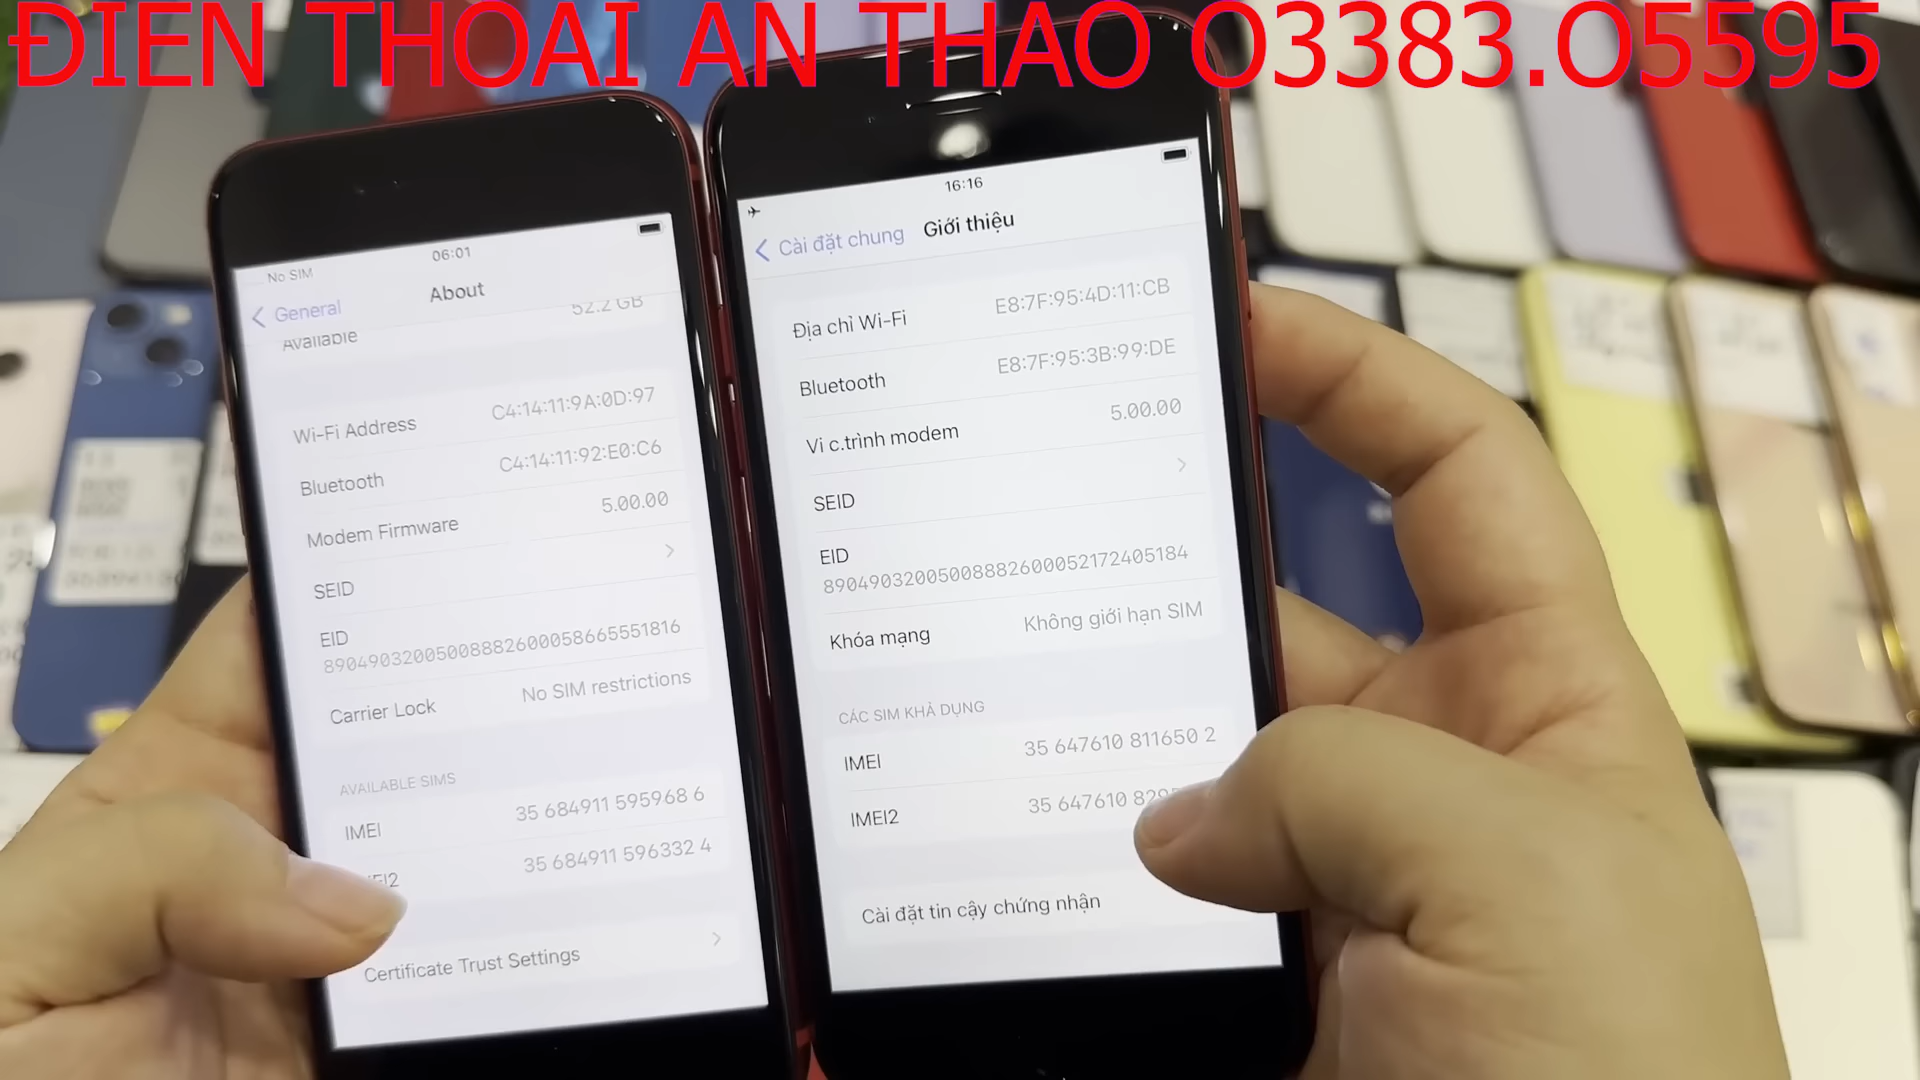 ĐIEN THOAI AN THAO O3383.O5595
No SIM
06:01
General
About
Available
52.2 GB
Wi-Fi Address
C4:14:11:9A:0D:97
Bluetooth
C4:14:11:92:E0:C6
Modem Firmware
5.00.00
SEID
EID
89049032005008882600058665551816
Carrier Lock
No SIM restrictions
AVAILABLE SIMS
IMEI
35 684911 595968 6
35 684911 596332 4
Certificate Trust Settings
16:16
Cài đặt chung
Giới thiệu
Địa chỉ Wi-Fi
E8:7F:95:4D:11:CB
Bluetooth
E8:7F:95:3B:99:DE
Vi c.trình modem
5.00.00
SEID
EID
89049032005008882600052172405184
Khóa mạng
Không giới hạn SIM
CÁC SIM KHẢ DỤNG
IMEI
35 647610 811650 2
IMEI2
35 647610
Cài đặt tin cậy chứng nhận